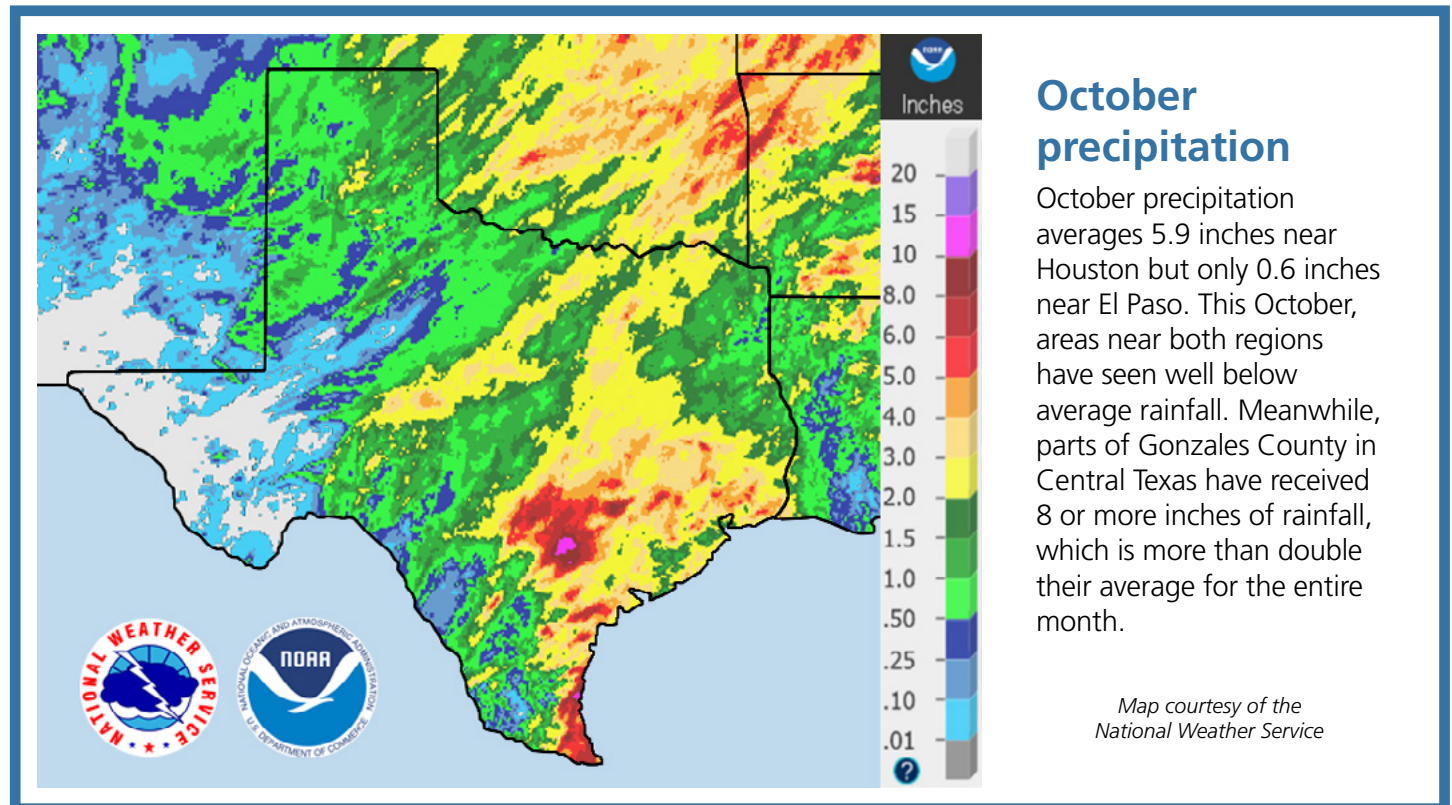 NOAA
Inches
20
15
10
8.0
6.0
5.0
4.0
3.0
2.0
1.5
1.0
.50
.25
.10
.01
?
NATIONAL WEATHER SERVICE
NATIONAL OCEANIC AND ATMOSPHERIC ADMINISTRATION
NOAA
U.S. DEPARTMENT OF COMMERCE
October
precipitation
October precipitation
averages 5.9 inches near
Houston but only 0.6 inches
near El Paso. This October,
areas near both regions
have seen well below
average rainfall. Meanwhile,
parts of Gonzales County in
Central Texas have received
8 or more inches of rainfall,
which is more than double
their average for the entire
month.
Map courtesy of the
National Weather Service